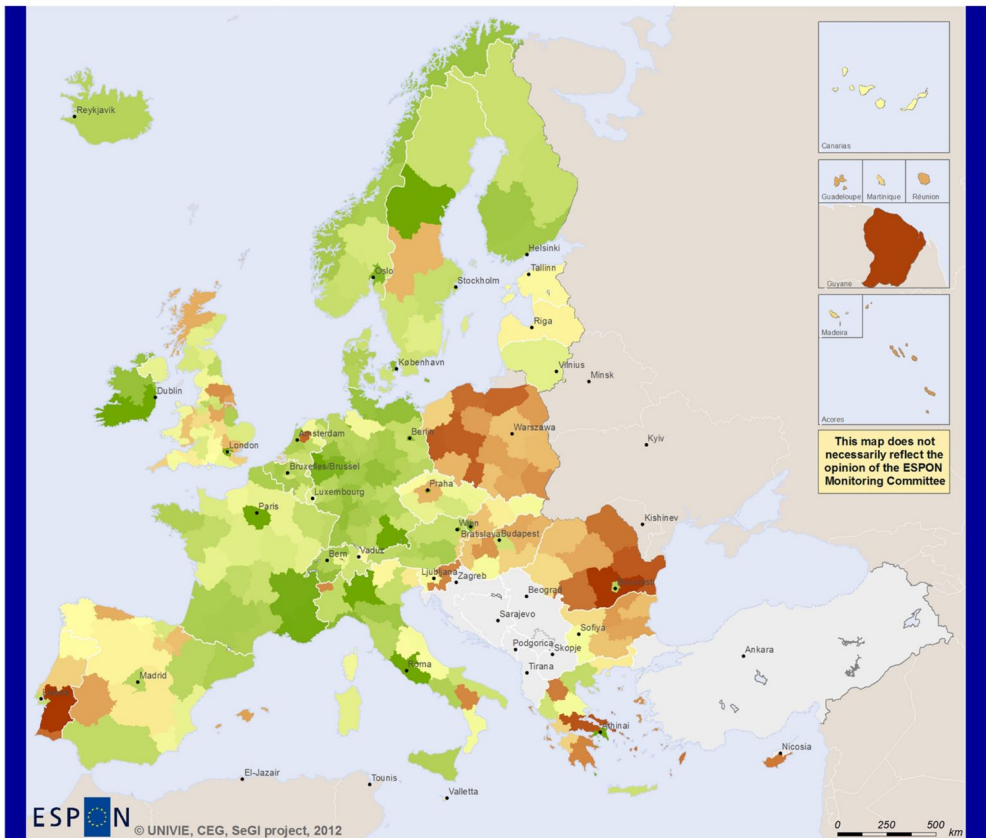 Reykjavik
Canarias
Guadeloupe
Martinique
Réunion
Guyane
Madeira
Acores
This map does not
necessarily reflect the
opinion of the ESPON
Monitoring Committee
Helsinki
Tallinn
Oslo
Stockholm
Riga
Vilnius
Minsk
København
Dublin
London
Amsterdam
Berlin
Warszawa
Kyiv
Bruxelles/Brussel
Luxembourg
Praha
Paris
Wien
Bratislava
Budapest
Kishinev
Bern
Vaduz
Ljubljana
Zagreb
Beograd
Sarajevo
Sofiya
Podgorica
Skopje
Tirana
Ankara
Roma
Madrid
Athinai
Nicosia
El-Jazair
Tounis
Valletta
ESPON
© UNIVIE, CEG, SeGI project, 2012
0 250 500
km